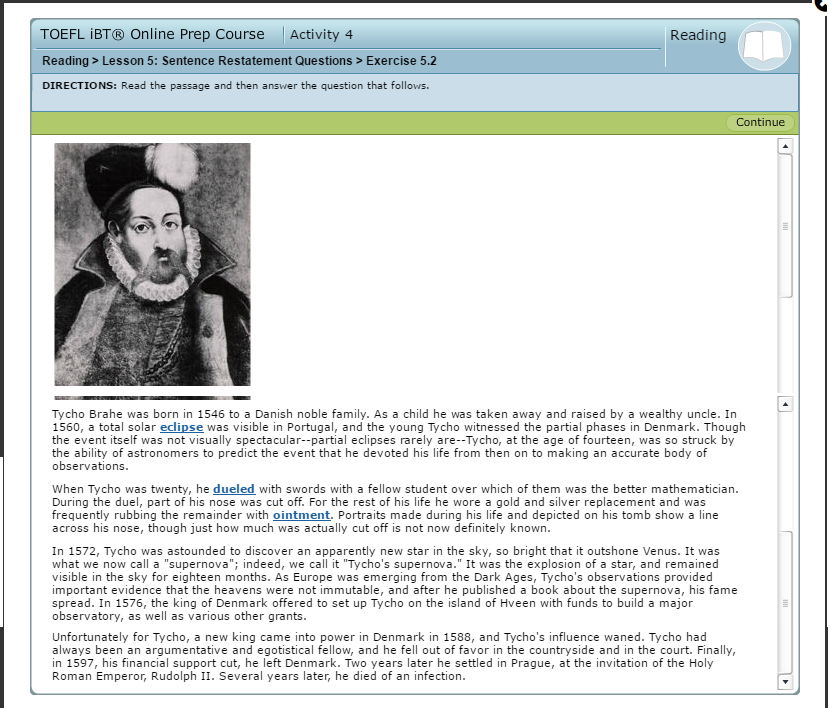 TOEFL iBT® Online Prep Course Activity 4 Reading
Reading > Lesson 5: Sentence Restatement Questions > Exercise 5.2
DIRECTIONS: Read the passage and then answer the question that follows.
Continue
Tycho Brahe was born in 1546 to a Danish noble family. As a child he was taken away and raised by a wealthy uncle. In
1560, a total solar eclipse was visible in Portugal, and the young Tycho witnessed the partial phases in Denmark. Though
the event itself was not visually spectacular--partial eclipses rarely are--Tycho, at the age of fourteen, was so struck by
the ability of astronomers to predict the event that he devoted his life from then on to making an accurate body of
observations.
When Tycho was twenty, he dueled with swords with a fellow student over which of them was the better mathematician.
During the duel, part of his nose was cut off. For the rest of his life he wore a gold and silver replacement and was
frequently rubbing the remainder with ointment. Portraits made during his life and depicted on his tomb show a line
across his nose, though just how much was actually cut off is not now definitely known.
In 1572, Tycho was astounded to discover an apparently new star in the sky, so bright that it outshone Venus. It was
what we now call a "supernova"; indeed, we call it "Tycho's supernova." It was the explosion of a star, and remained
visible in the sky for eighteen months. As Europe was emerging from the Dark Ages, Tycho's observations provided
important evidence that the heavens were not immutable, and after he published a book about the supernova, his fame
spread. In 1576, the king of Denmark offered to set up Tycho on the island of Hveen with funds to build a major
observatory, as well as various other grants.
Unfortunately for Tycho, a new king came into power in Denmark in 1588, and Tycho's influence waned. Tycho had
always been an argumentative and egotistical fellow, and he fell out of favor in the countryside and in the court. Finally,
in 1597, his financial support cut, he left Denmark. Two years later he settled in Prague, at the invitation of the Holy
Roman Emperor, Rudolph II. Several years later, he died of an infection.